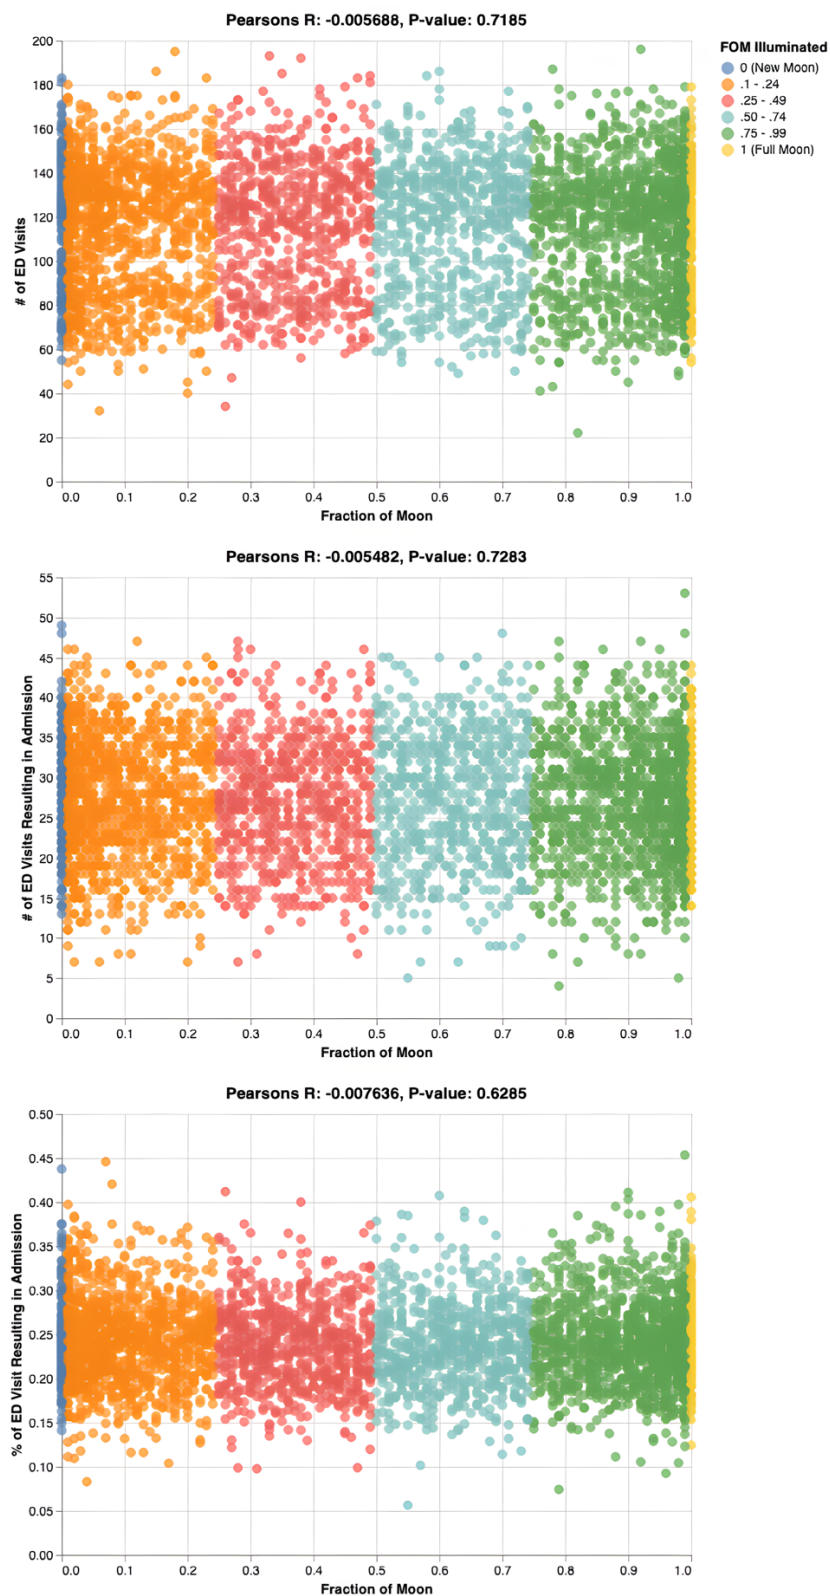 Pearsons R: -0.005688, P-value: 0.7185
FOM Illuminated
0 (New Moon)
.1 - .24
.25 - .49
.50 - .74
.75 - .99
1 (Full Moon)
# of ED Visits
200
180
160
140
120
100
80
60
40
20
0
0.0 0.1 0.2 0.3 0.4 0.5 0.6 0.7 0.8 0.9 1.0
Fraction of Moon
Pearsons R: -0.005482, P-value: 0.7283
# of ED Visits Resulting in Admission
55
50
45
40
35
30
25
20
15
10
5
0
0.0 0.1 0.2 0.3 0.4 0.5 0.6 0.7 0.8 0.9 1.0
Fraction of Moon
Pearsons R: -0.007636, P-value: 0.6285
% of ED Visit Resulting in Admission
0.50
0.45
0.40
0.35
0.30
0.25
0.20
0.15
0.10
0.05
0.00
0.0 0.1 0.2 0.3 0.4 0.5 0.6 0.7 0.8 0.9 1.0
Fraction of Moon